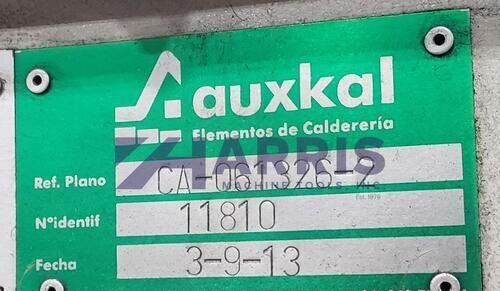 auxkal
Elementos de Calderería
HARRIS
MACHINE TOOLS, LLC
Est. 1976
Ref. Plano CA-061326-2
Nºidentif 11810
Fecha 3-9-13